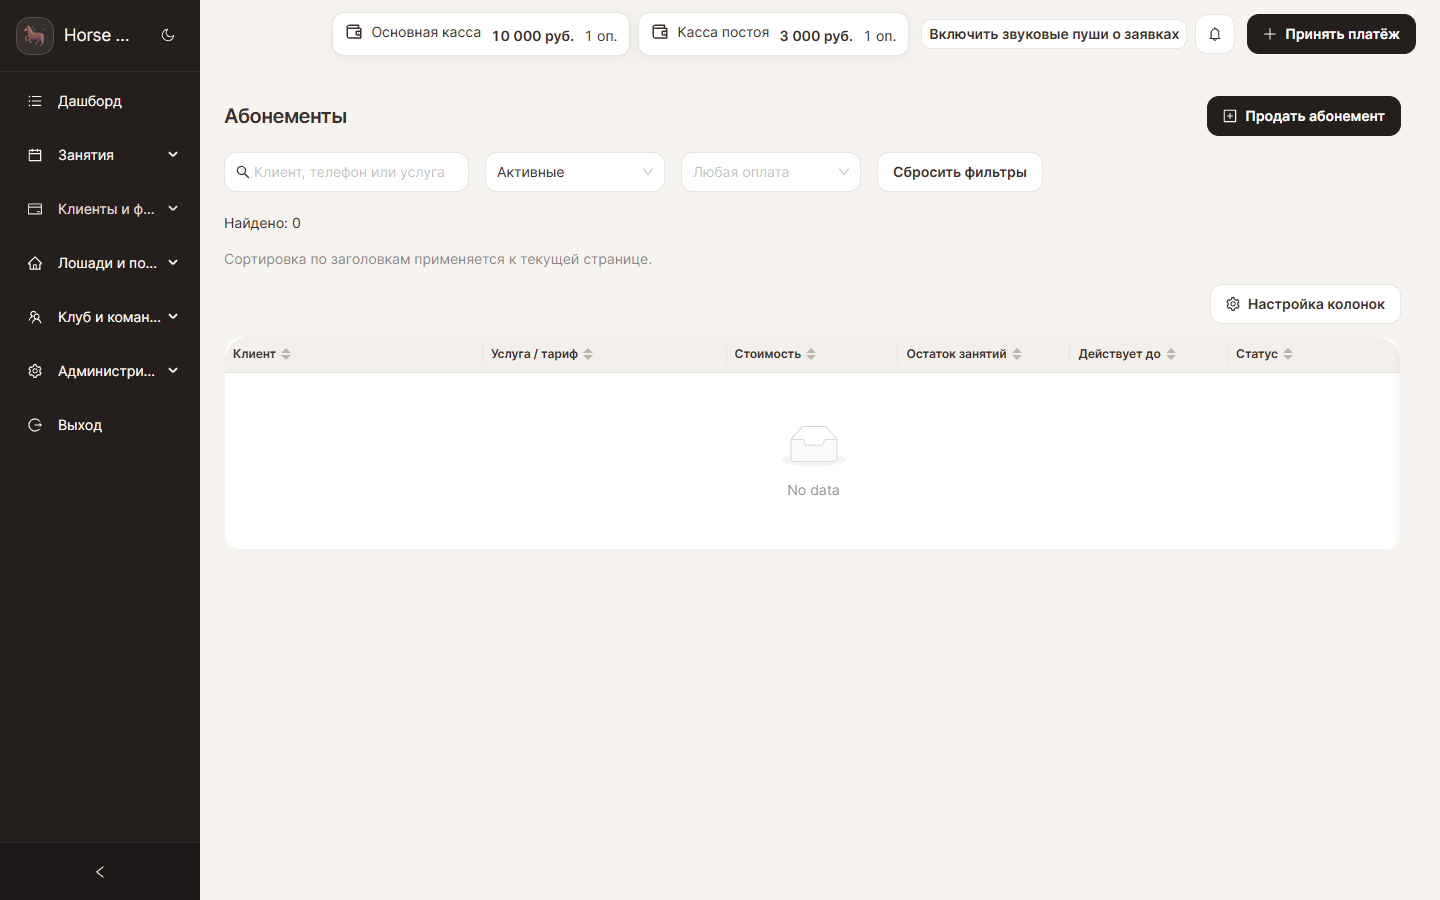 Horse ...
Основная касса 10 000 руб. 1 оп.
Касса постоя 3 000 руб. 1 оп.
Включить звуковые пуши о заявках
Принять платёж
Дашборд
Занятия
Клиенты и ф...
Лошади и по...
Клуб и коман...
Администри...
Выход
Абонементы
Продать абонемент
Клиент, телефон или услуга
Активные
Любая оплата
Сбросить фильтры
Найдено: 0
Сортировка по заголовкам применяется к текущей странице.
Настройка колонок
Клиент Услуга / тариф Стоимость Остаток занятий Действует до Статус
No data